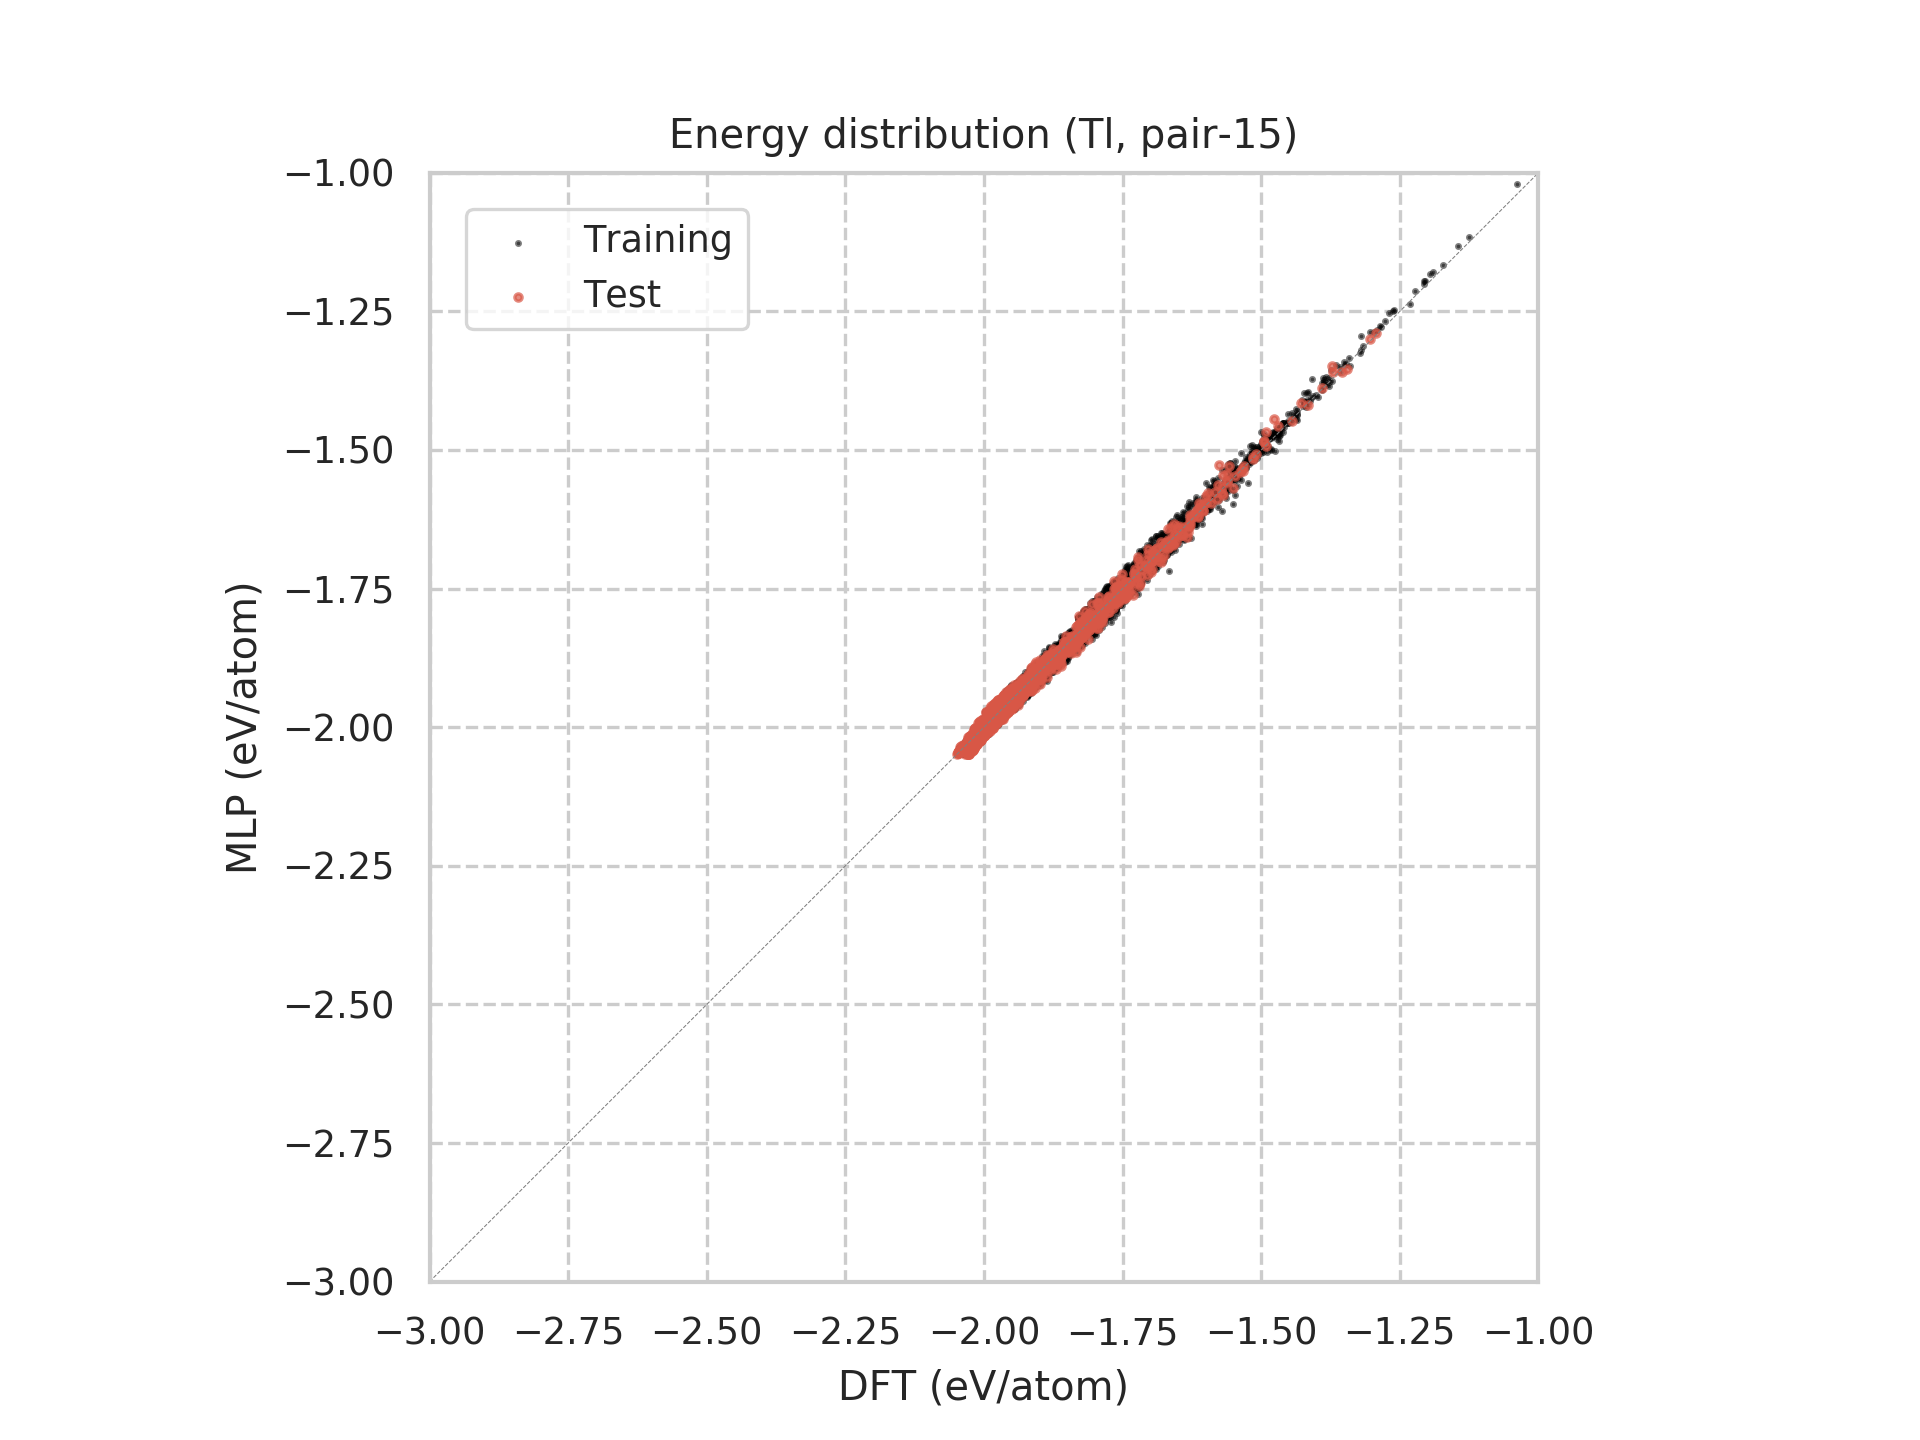 Energy distribution (Tl, pair-15)
−1.00
−1.25
−1.50
−1.75
−2.00
−2.25
−2.50
−2.75
−3.00
MLP (eV/atom)
Training
Test
−3.00 −2.75 −2.50 −2.25 −2.00 −1.75 −1.50 −1.25 −1.00
DFT (eV/atom)